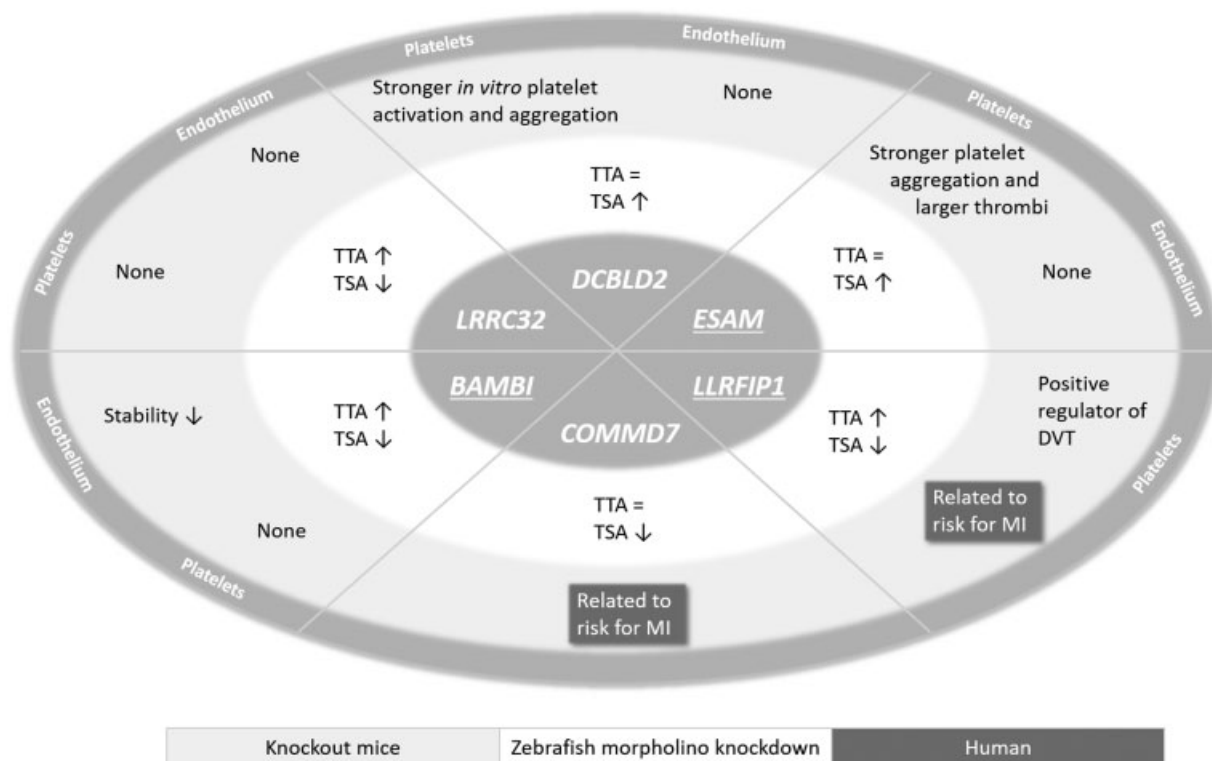 Platelets
Endothelium
Stronger in vitro platelet
activation and aggregation
None
Endothelium
None
Platelets
None
Platelets
Stronger platelet
aggregation and
larger thrombi
Endothelium
None
TTA =
TSA ↑
TTA ↑
TSA ↓
TTA =
TSA ↑
DCBLD2
LRRC32
ESAM
BAMBI
LLRFIP1
COMMD7
Endothelium
Stability ↓
Platelets
None
TTA ↑
TSA ↓
TTA =
TSA ↓
TTA ↑
TSA ↓
Positive
regulator of
DVT
Platelets
Related to
risk for MI
Related to
risk for MI
Knockout mice
Zebrafish morpholino knockdown
Human